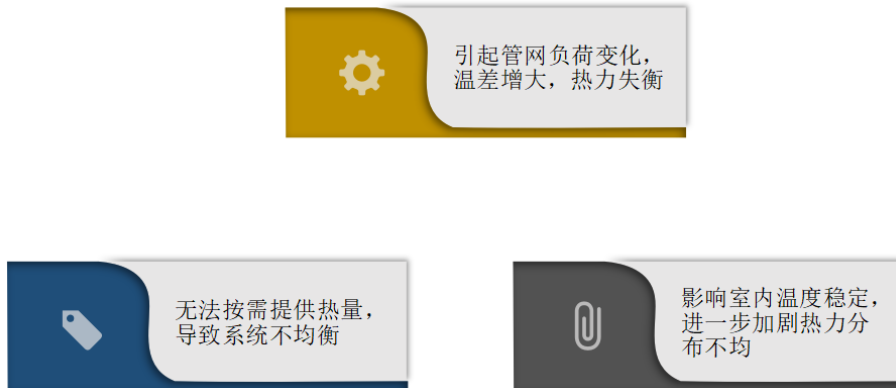 引起管网负荷变化，
温差增大，热力失衡
无法按需提供热量，
导致系统不均衡
影响室内温度稳定，
进一步加剧热力分
布不均